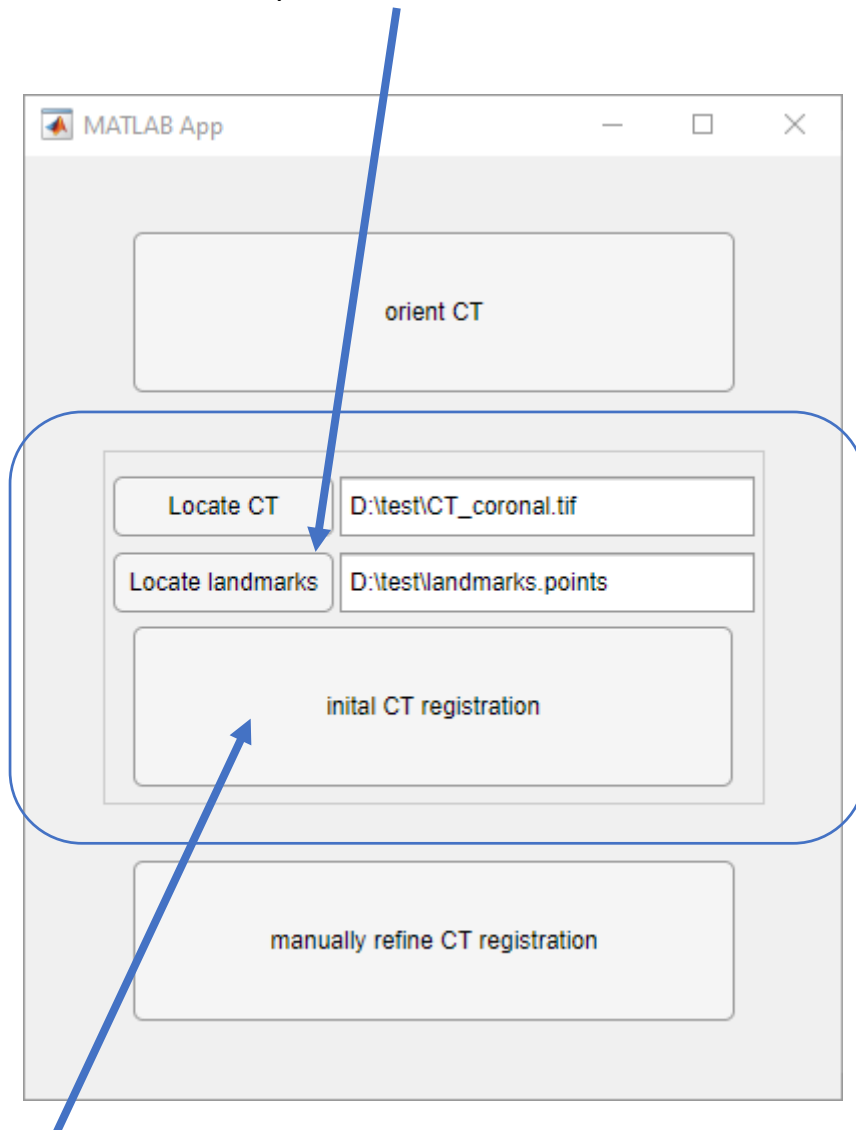 MATLAB App
orient CT
Locate CT
D:\test\CT_coronal.tif
Locate landmarks
D:\test\landmarks.points
inital CT registration
manually refine CT registration